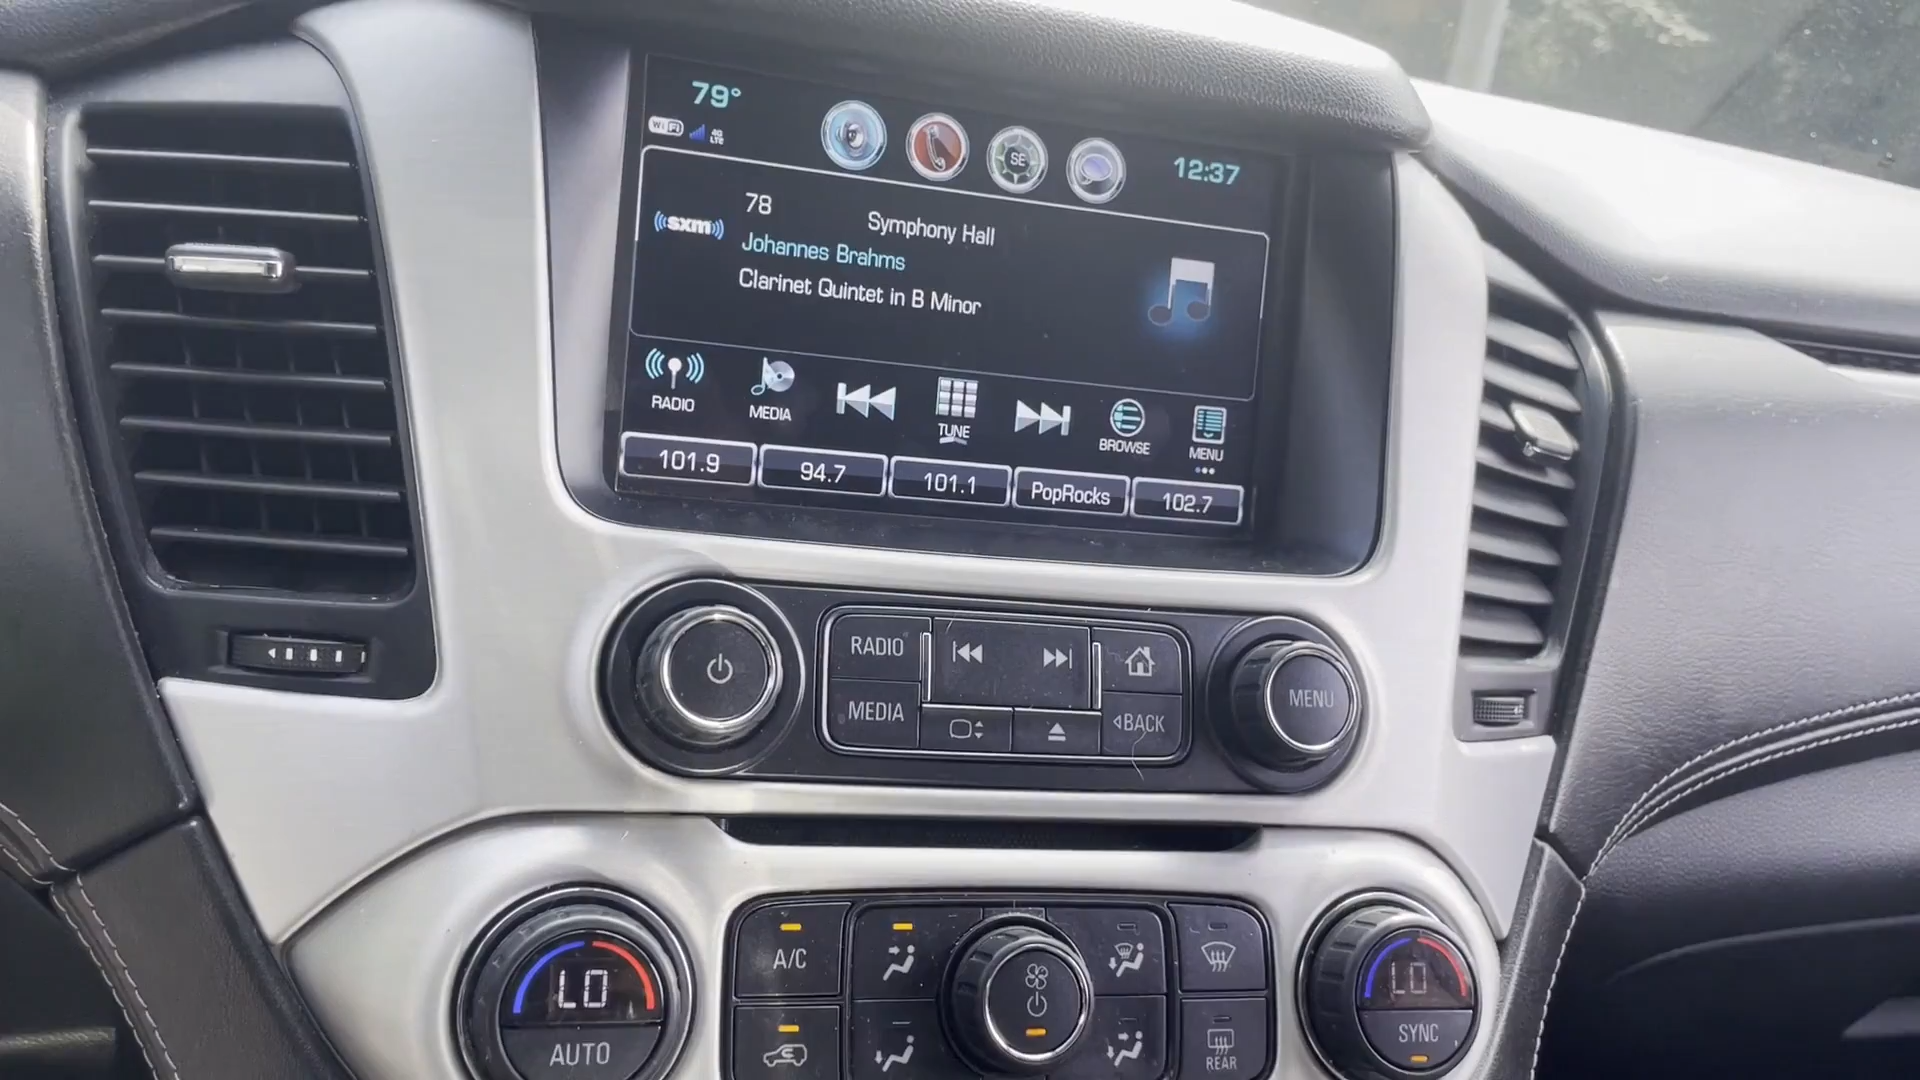 79°
WiFi
4G
LTE
SE
12:37
78
Symphony Hall
((sxm))
Johannes Brahms
Clarinet Quintet in B Minor
RADIO
MEDIA
TUNE
BROWSE
MENU
101.9
94.7
101.1
PopRocks
102.7
RADIO
MEDIA
BACK
MENU
LO
AUTO
A/C
REAR
LO
SYNC